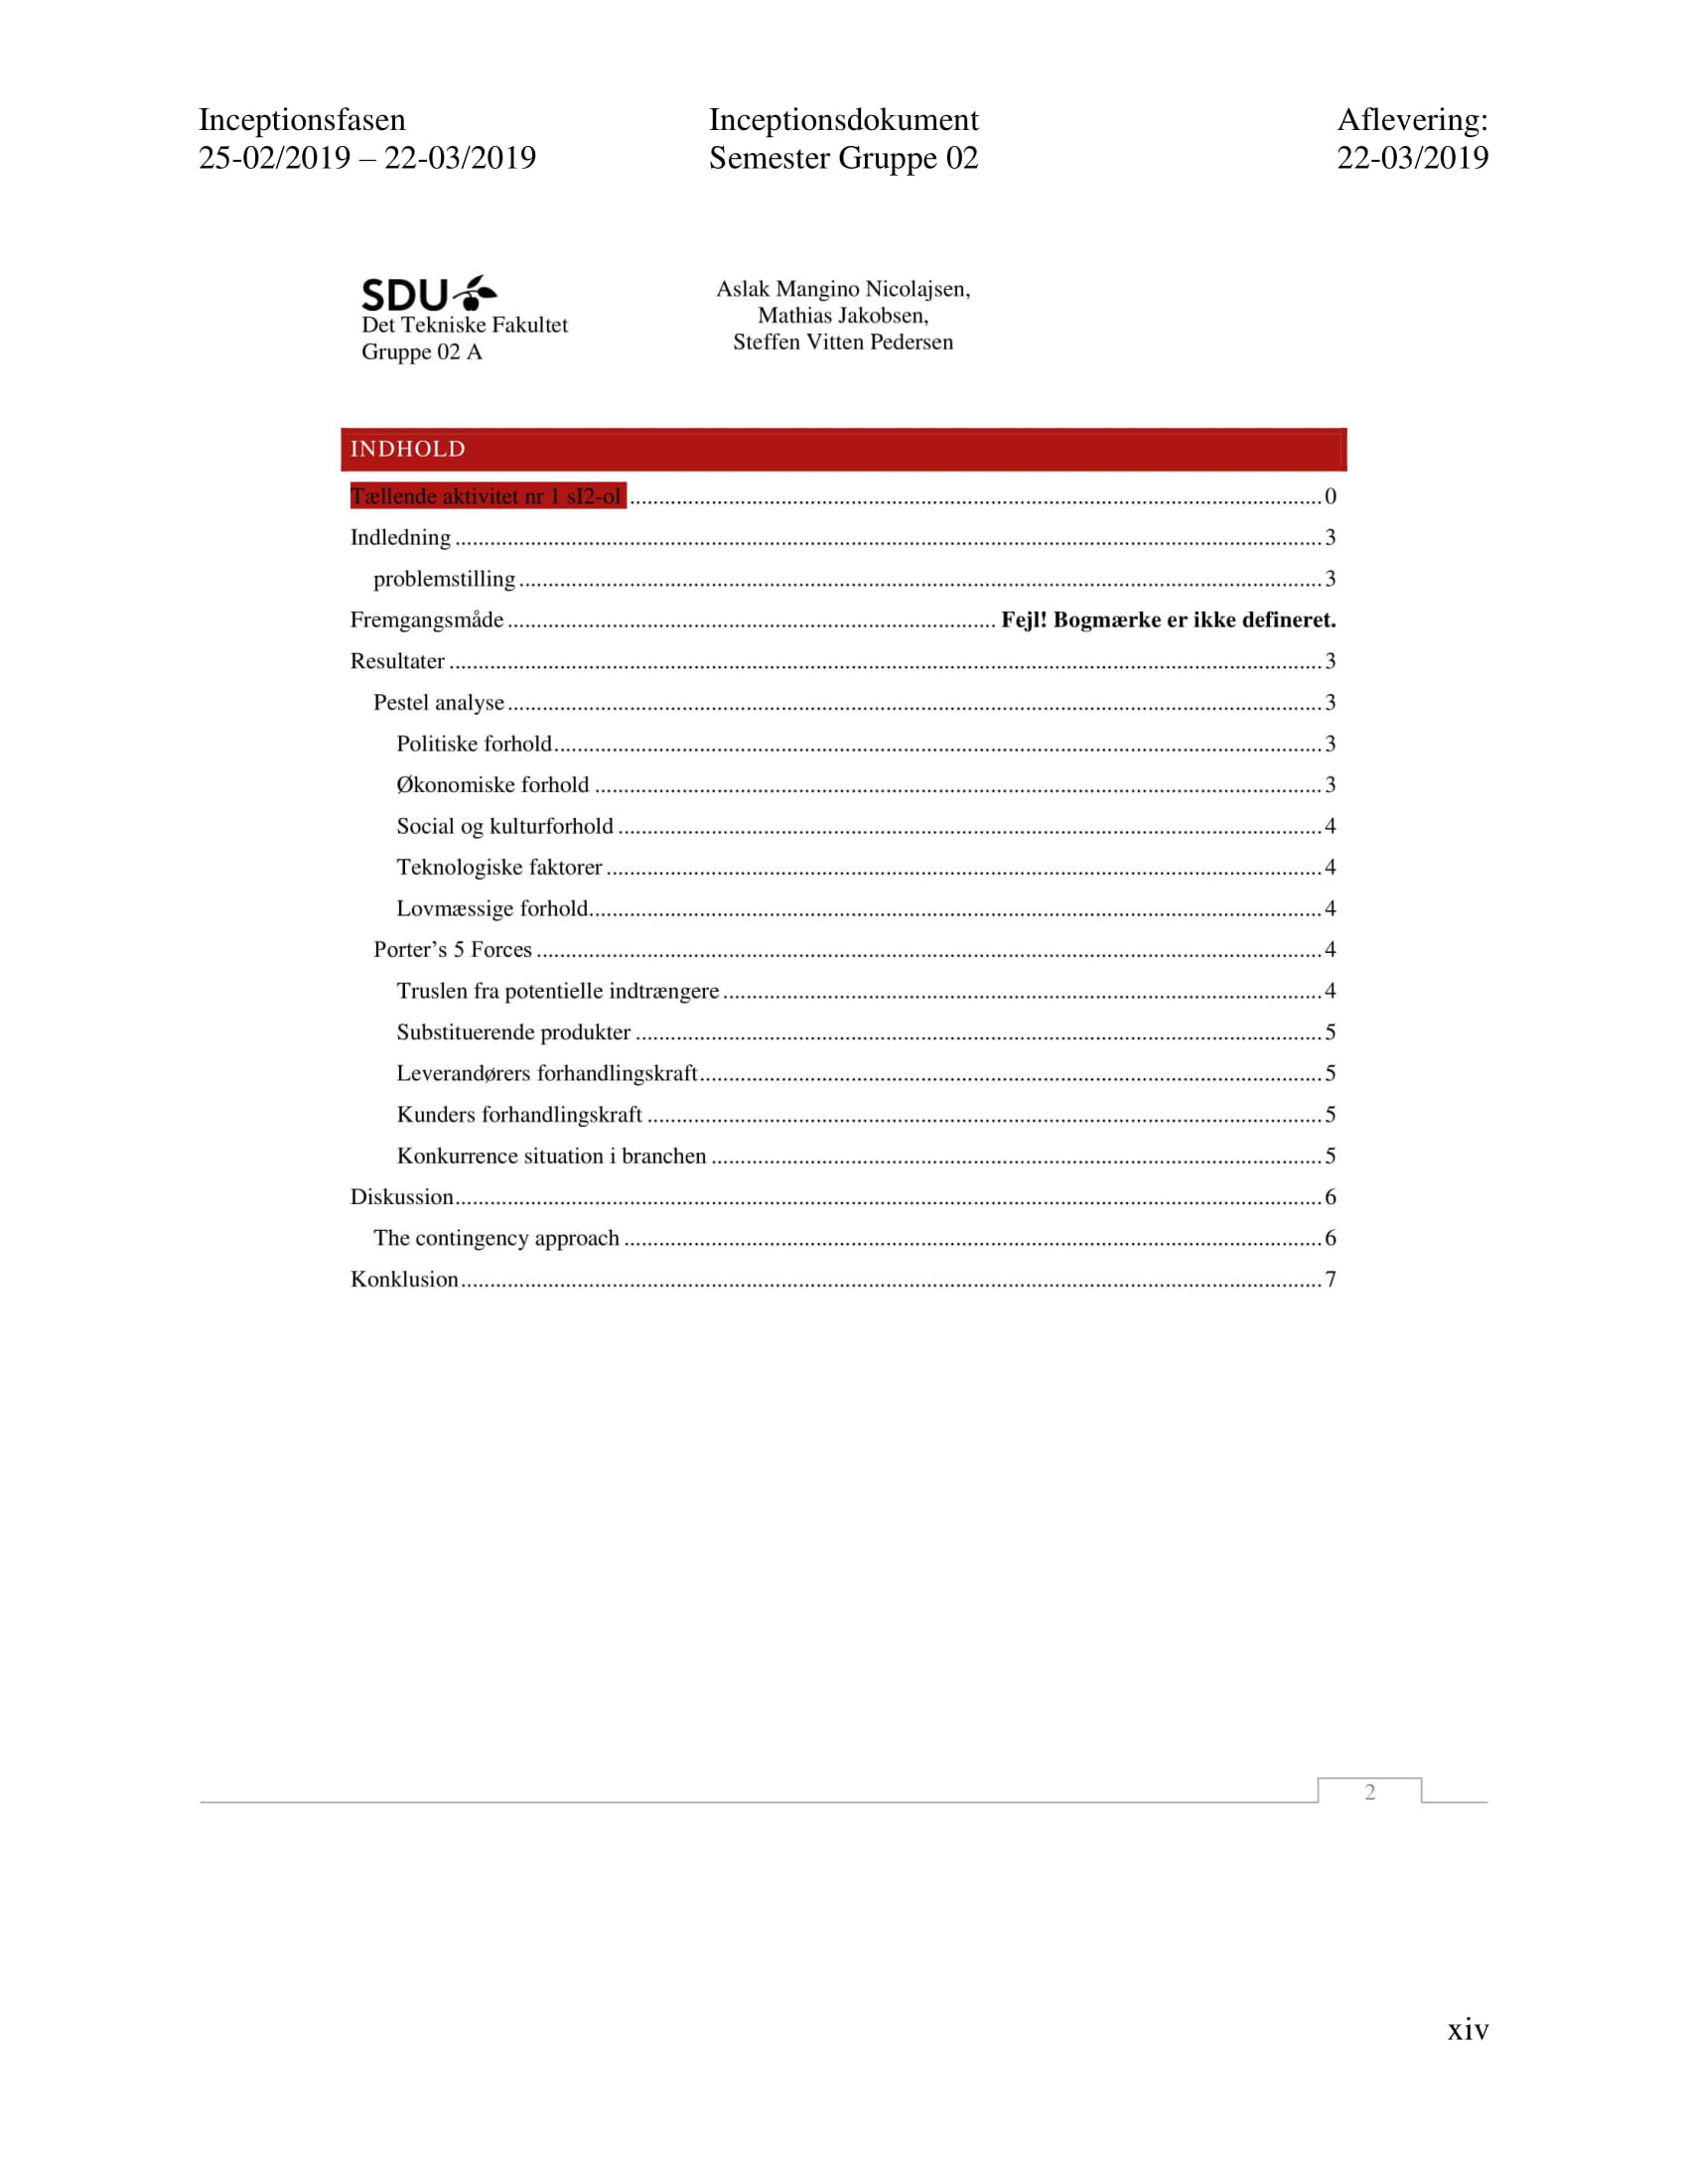 Inceptionsfasen Inceptionsdokument Aflevering:
25-02/2019 – 22-03/2019 Semester Gruppe 02 22-03/2019
SDU
Det Tekniske Fakultet
Gruppe 02 A
Aslak Mangino Nicolajsen,
Mathias Jakobsen,
Steffen Vitten Pedersen
INDHOLD
Tællende aktivitet nr 1 sI2-ol ... 0
Indledning ... 3
problemstilling ... 3
Fremgangsmåde ... Fejl! Bogmærke er ikke defineret.
Resultater ... 3
Pestel analyse ... 3
Politiske forhold ... 3
Økonomiske forhold ... 3
Social og kulturforhold ... 4
Teknologiske faktorer ... 4
Lovmæssige forhold ... 4
Porter’s 5 Forces ... 4
Truslen fra potentielle indtrængere ... 4
Substituerende produkter ... 5
Leverandørers forhandlingskraft ... 5
Kunders forhandlingskraft ... 5
Konkurrence situation i branchen ... 5
Diskussion ... 6
The contingency approach ... 6
Konklusion ... 7
2
xiv